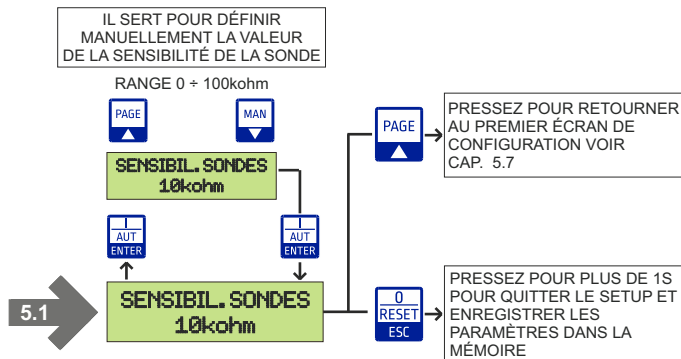 IL SERT POUR DÉFINIR
MANUELLEMENT LA VALEUR
DE LA SENSIBILITÉ DE LA SONDE
RANGE 0 ÷ 100kohm
PAGE
MAN
SENSIBIL.SONDES
10kohm
I
AUT
ENTER
I
AUT
ENTER
5.1
SENSIBIL.SONDES
10kohm
PAGE
PRESSEZ POUR RETOURNER
AU PREMIER ÉCRAN DE
CONFIGURATION VOIR
CAP. 5.7
0
RESET
ESC
PRESSEZ POUR PLUS DE 1S
POUR QUITTER LE SETUP ET
ENREGISTRER LES
PARAMÈTRES DANS LA
MÉMOIRE